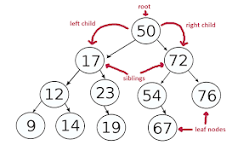 root
left child
50
right child
17
siblings
72
12
23
54
76
9
14
19
67
leaf nodes